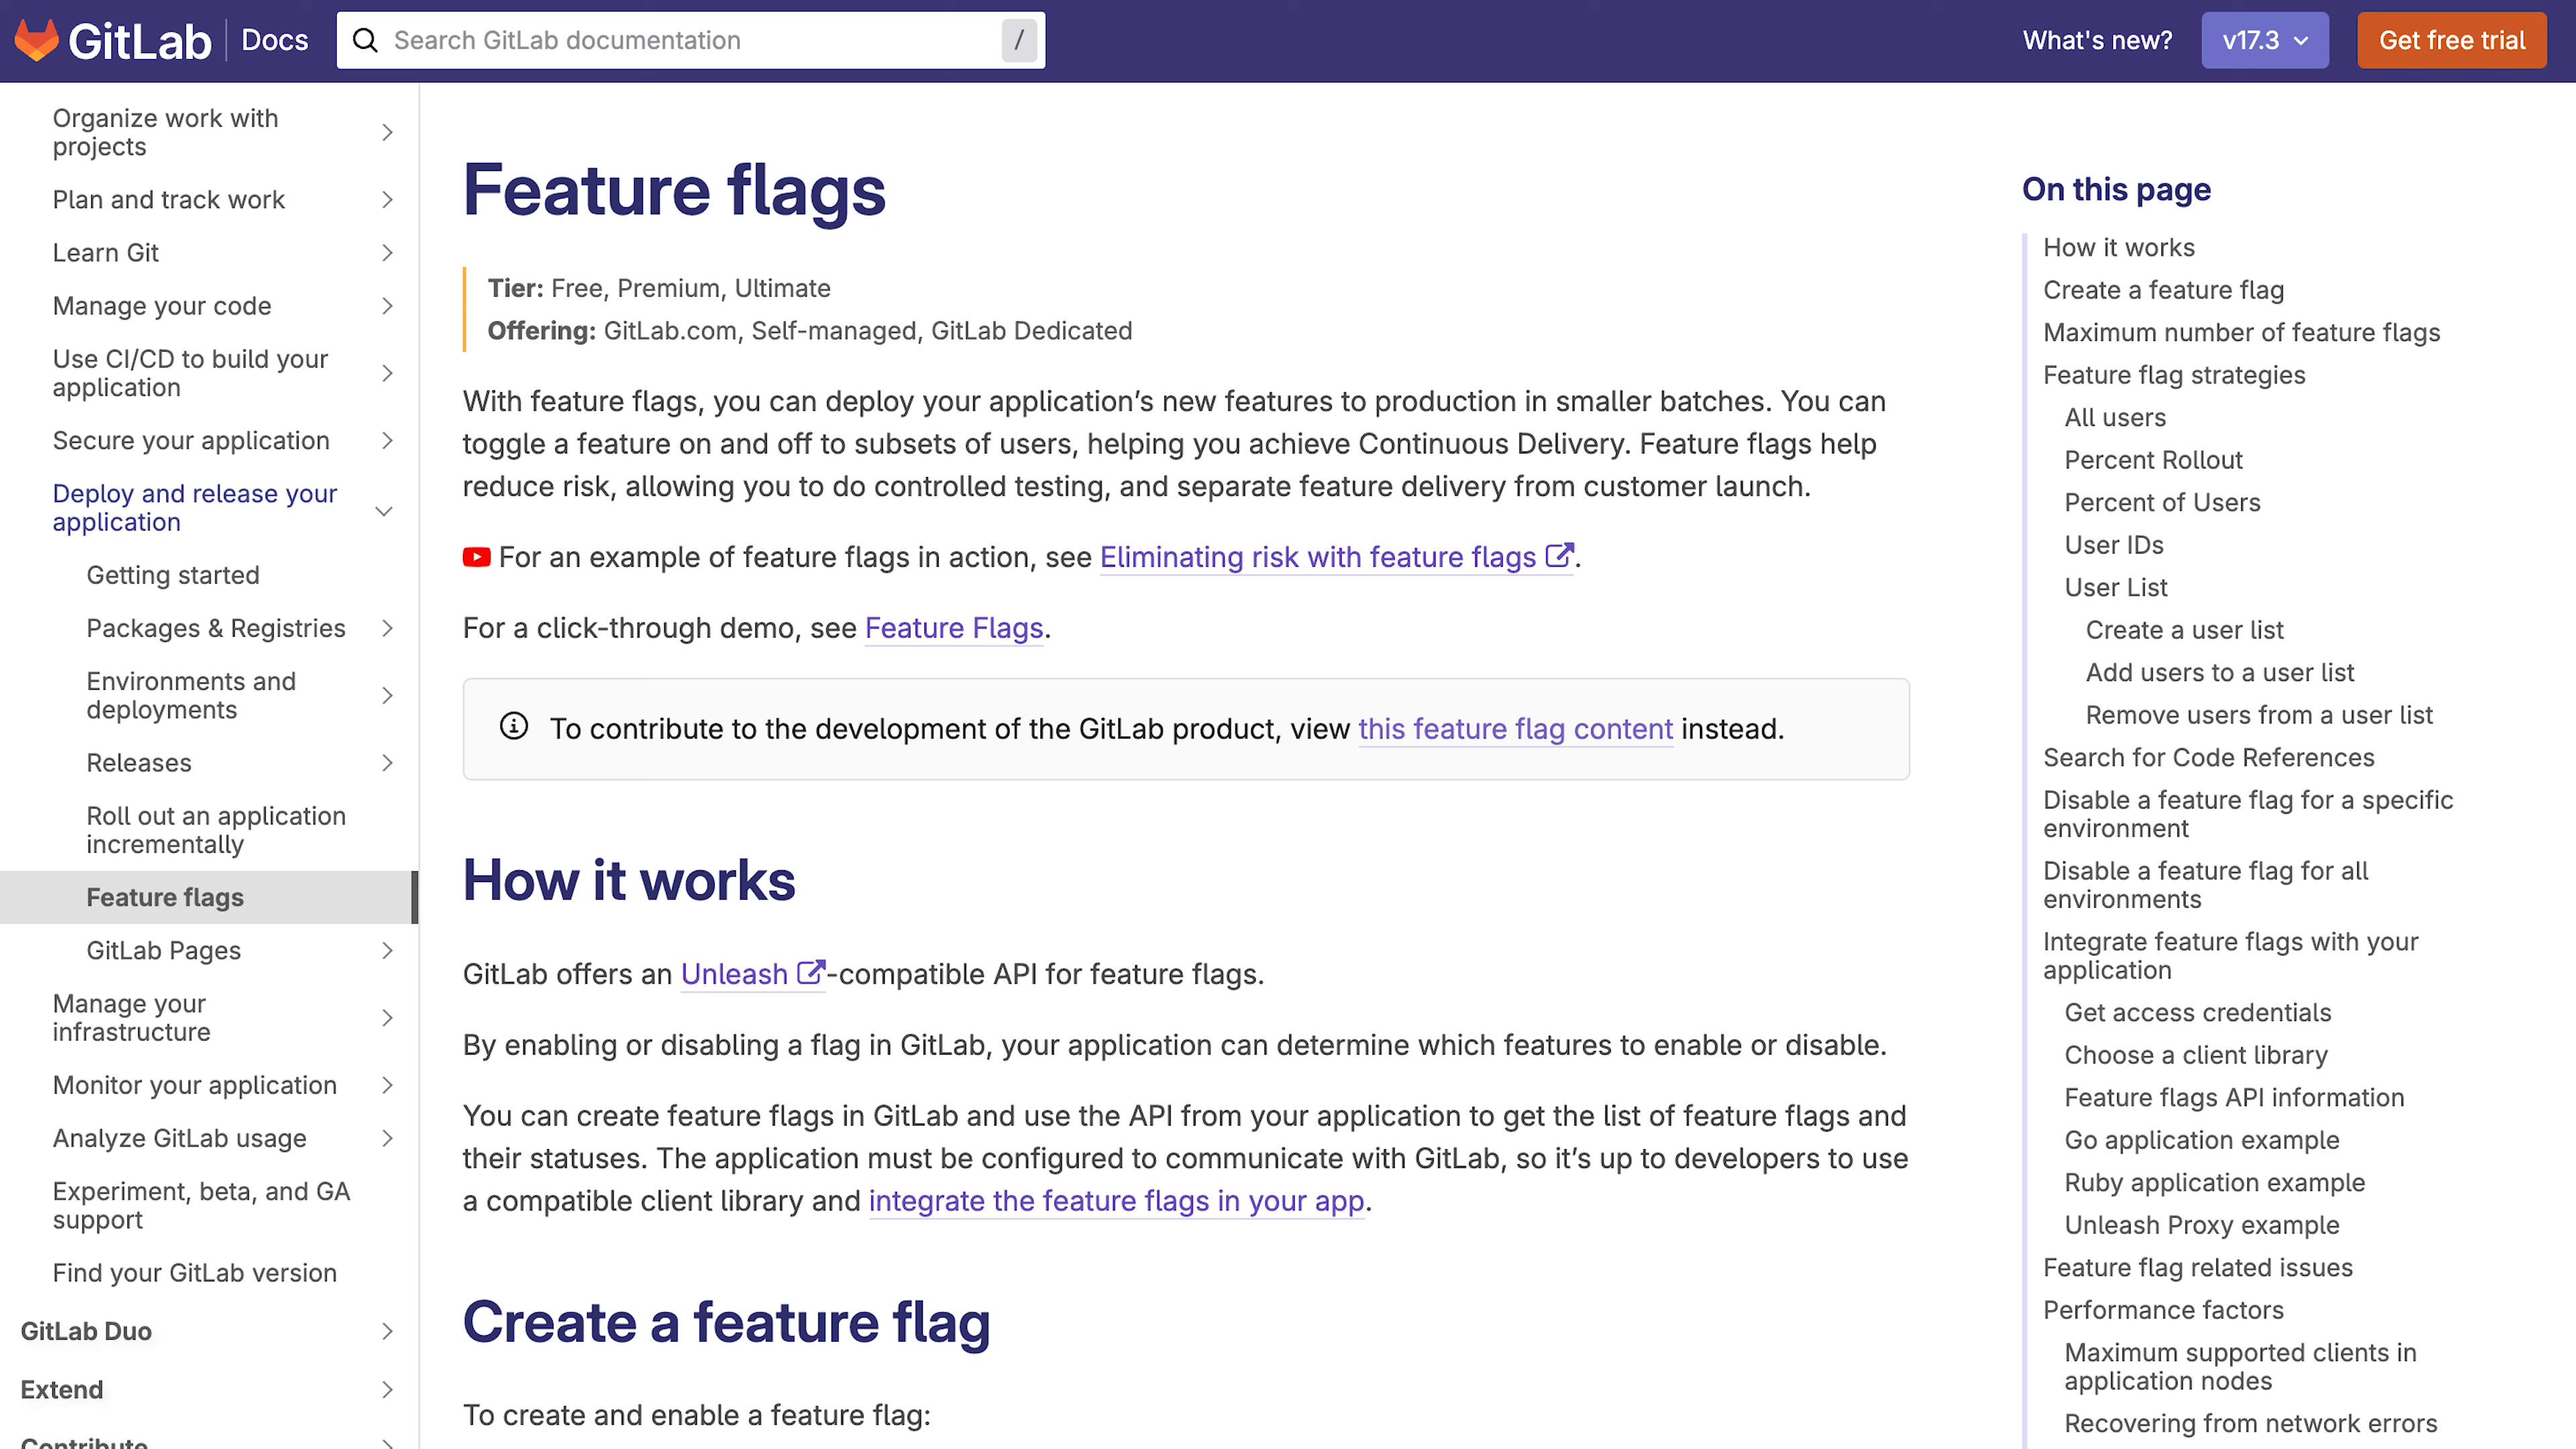 GitLab Docs Search GitLab documentation / What's new? v17.3 Get free trial
Organize work with
projects
Plan and track work
Learn Git
Manage your code
Use CI/CD to build your
application
Secure your application
Deploy and release your
application
Getting started
Packages & Registries
Environments and
deployments
Releases
Roll out an application
incrementally
Feature flags
GitLab Pages
Manage your
infrastructure
Monitor your application
Analyze GitLab usage
Experiment, beta, and GA
support
Find your GitLab version
GitLab Duo
Extend
Contribute
Feature flags
Tier: Free, Premium, Ultimate
Offering: GitLab.com, Self-managed, GitLab Dedicated
With feature flags, you can deploy your application’s new features to production in smaller batches. You can
toggle a feature on and off to subsets of users, helping you achieve Continuous Delivery. Feature flags help
reduce risk, allowing you to do controlled testing, and separate feature delivery from customer launch.
For an example of feature flags in action, see Eliminating risk with feature flags.
For a click-through demo, see Feature Flags.
To contribute to the development of the GitLab product, view this feature flag content instead.
How it works
GitLab offers an Unleash-compatible API for feature flags.
By enabling or disabling a flag in GitLab, your application can determine which features to enable or disable.
You can create feature flags in GitLab and use the API from your application to get the list of feature flags and
their statuses. The application must be configured to communicate with GitLab, so it’s up to developers to use
a compatible client library and integrate the feature flags in your app.
Create a feature flag
To create and enable a feature flag:
On this page
How it works
Create a feature flag
Maximum number of feature flags
Feature flag strategies
All users
Percent Rollout
Percent of Users
User IDs
User List
Create a user list
Add users to a user list
Remove users from a user list
Search for Code References
Disable a feature flag for a specific
environment
Disable a feature flag for all
environments
Integrate feature flags with your
application
Get access credentials
Choose a client library
Feature flags API information
Go application example
Ruby application example
Unleash Proxy example
Feature flag related issues
Performance factors
Maximum supported clients in
application nodes
Recovering from network errors